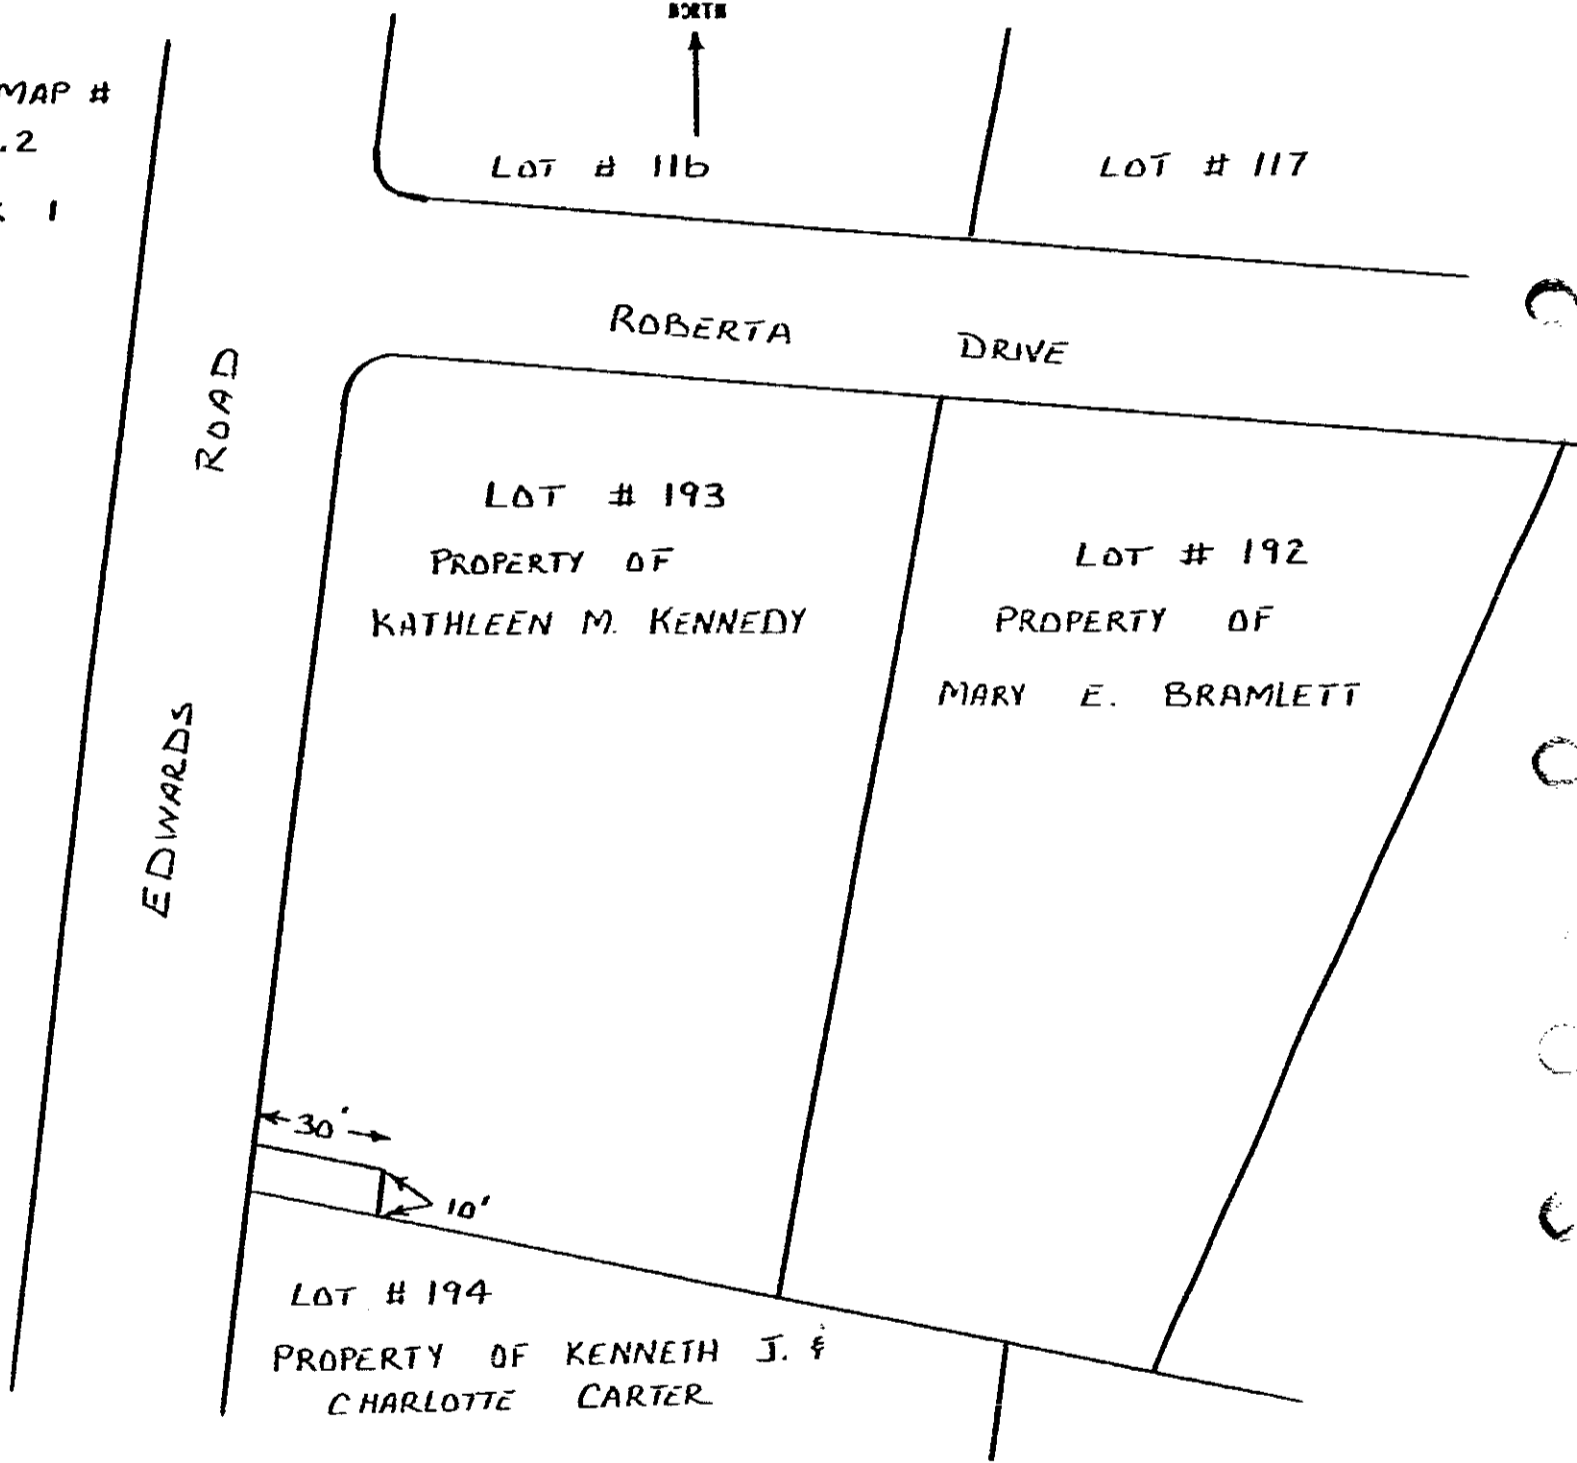 NORTH
MAP #
.2
1
LOT # 116
LOT # 117
ROBERTA DRIVE
EDWARDS ROAD
LOT # 193
PROPERTY OF
KATHLEEN M. KENNEDY
LOT # 192
PROPERTY OF
MARY E. BRAMLETT
30'
10'
LOT # 194
PROPERTY OF KENNETH J. &
CHARLOTTE CARTER